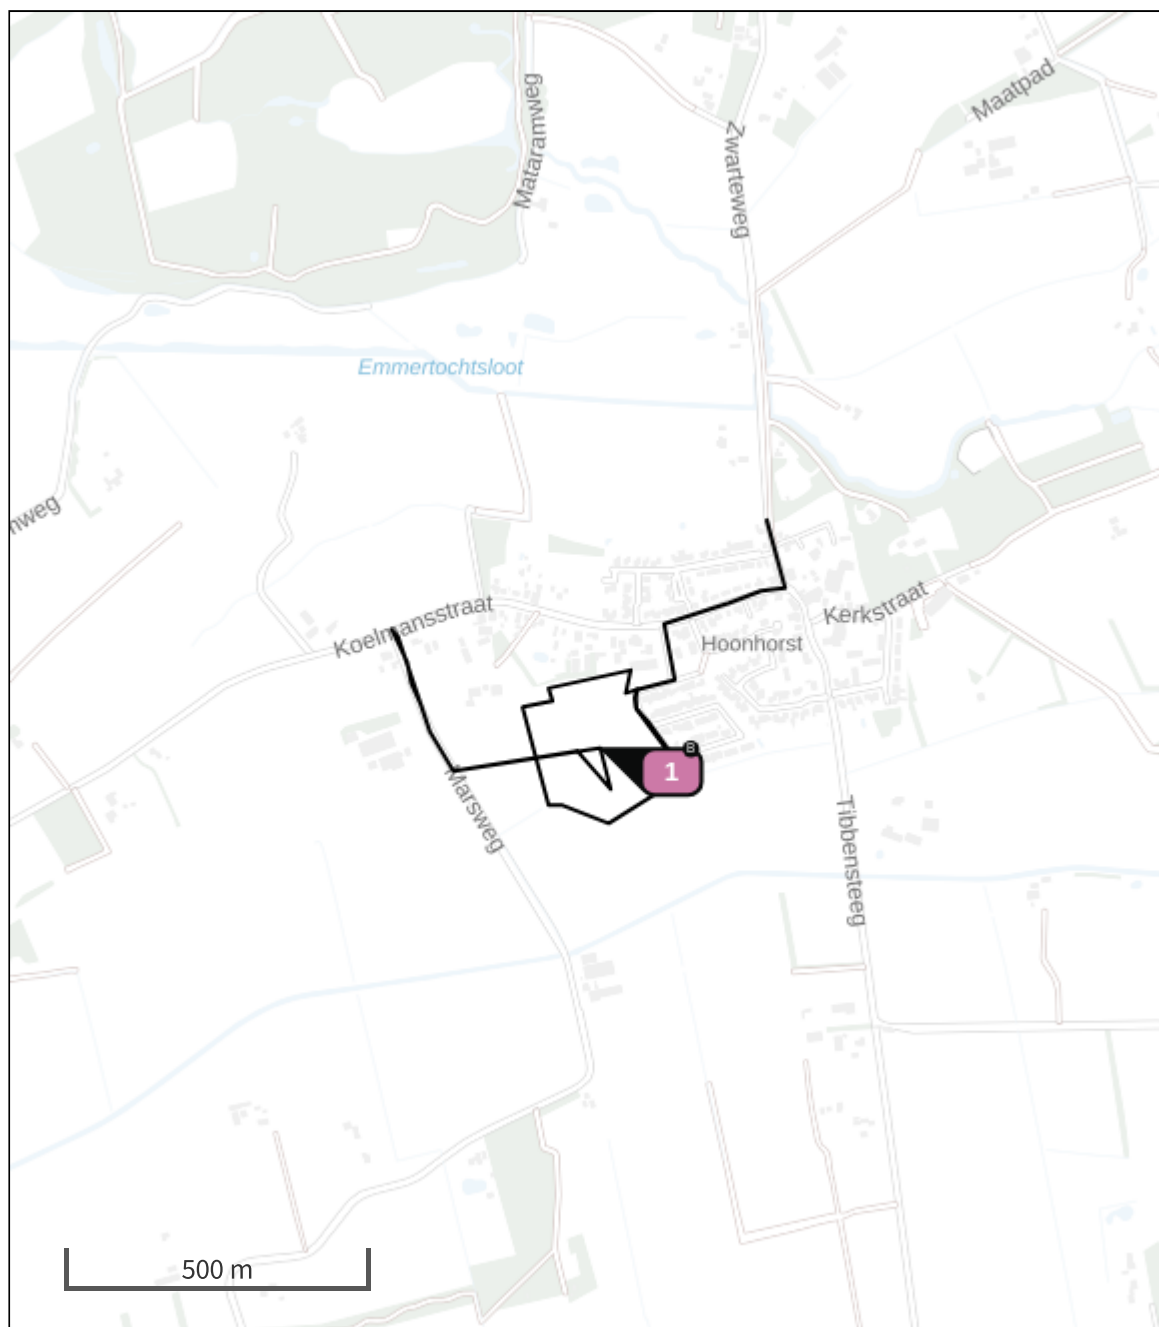 Mataramweg
Maatpad
Zwarteweg
Emmertochtsloot
nweg
Koelmansstraat
Kerkstraat
Hoonhorst
B
1
Marsweg
Tibbensteeg
500 m